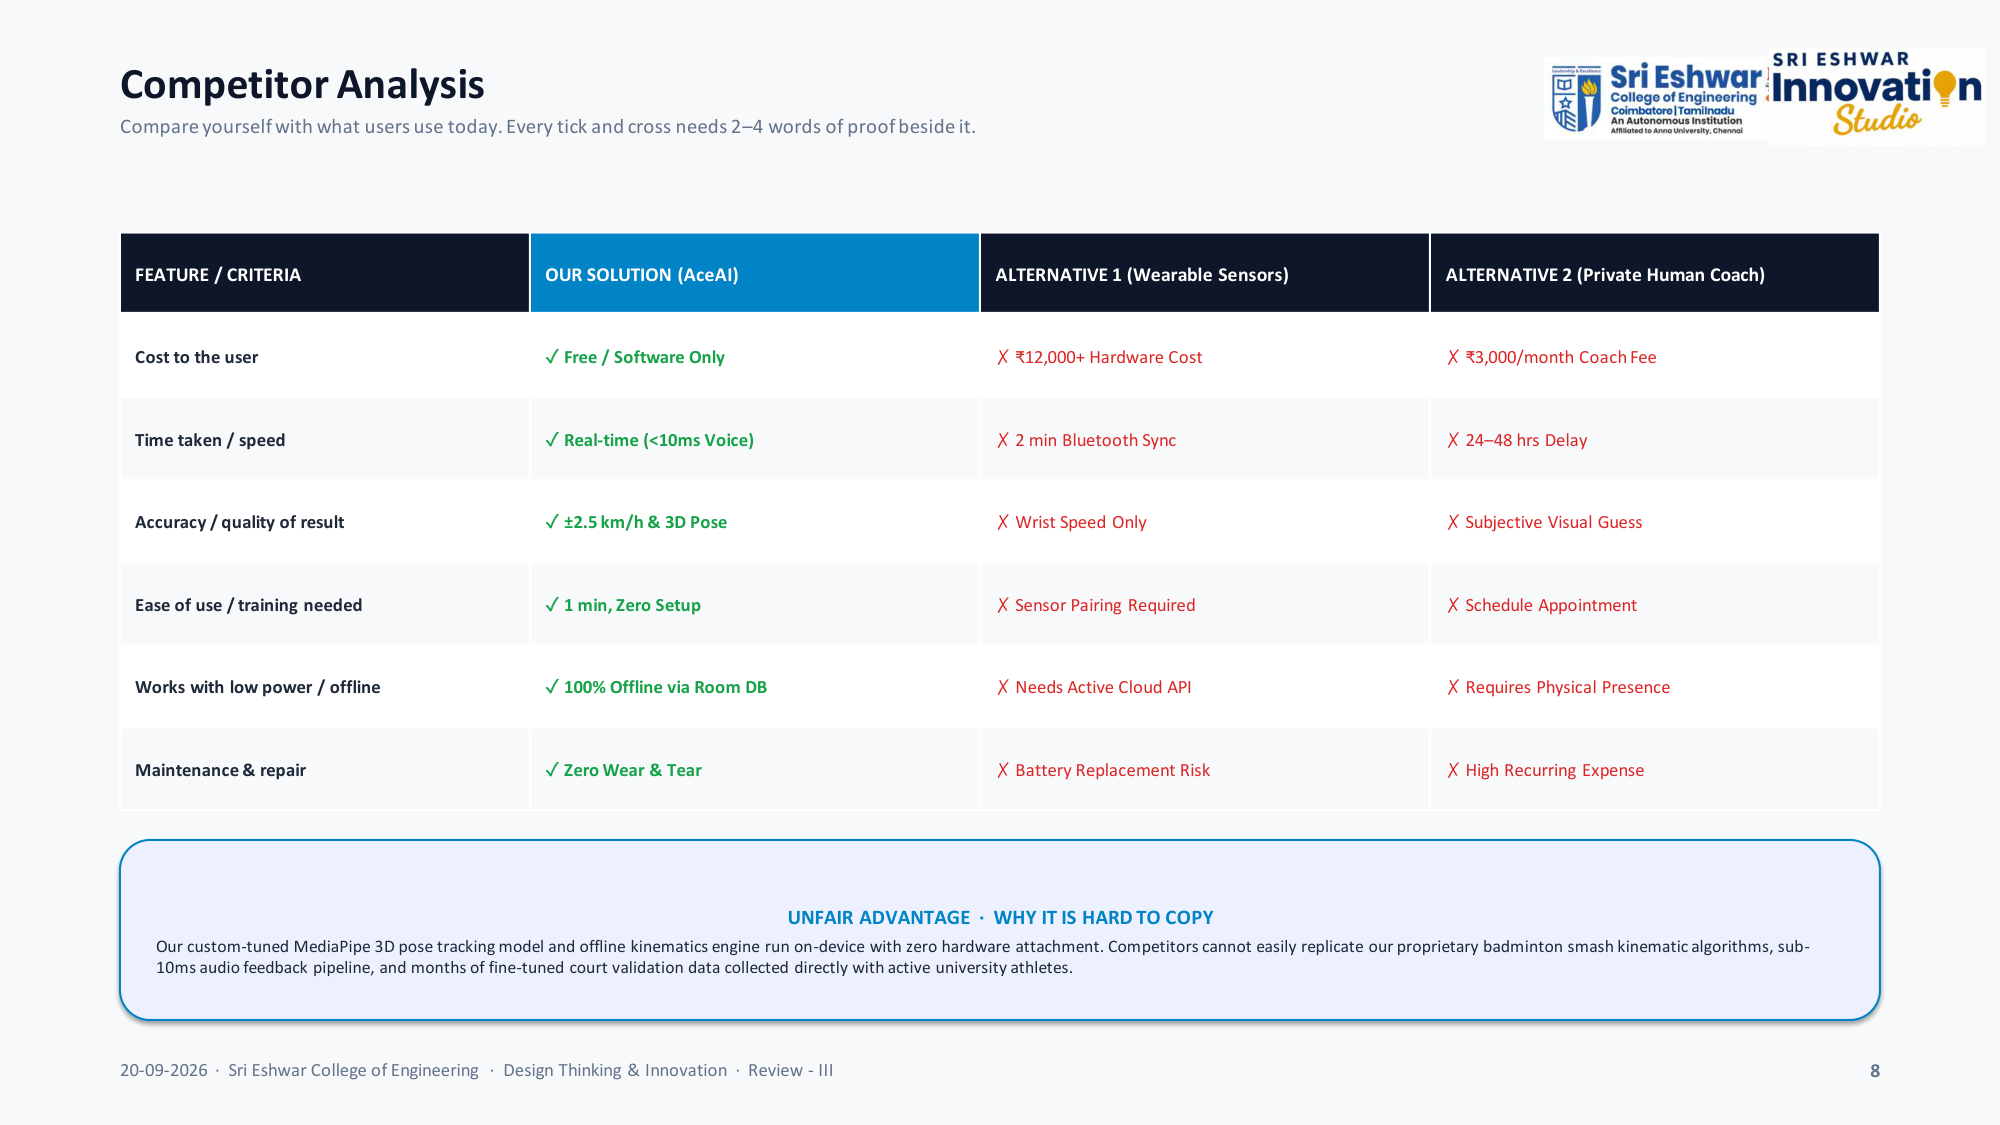 Competitor Analysis
Compare yourself with what users use today. Every tick and cross needs 2–4 words of proof beside it.
Sri Eshwar
College of Engineering
Coimbatore|Tamilnadu
An Autonomous Institution
Affiliated to Anna University, Chennai
SRI ESHWAR
Innovation
Studio
FEATURE / CRITERIA OUR SOLUTION (AceAI) ALTERNATIVE 1 (Wearable Sensors) ALTERNATIVE 2 (Private Human Coach)
Cost to the user ✓ Free / Software Only ✗ ₹12,000+ Hardware Cost ✗ ₹3,000/month Coach Fee
Time taken / speed ✓ Real-time (<10ms Voice) ✗ 2 min Bluetooth Sync ✗ 24–48 hrs Delay
Accuracy / quality of result ✓ ±2.5 km/h & 3D Pose ✗ Wrist Speed Only ✗ Subjective Visual Guess
Ease of use / training needed ✓ 1 min, Zero Setup ✗ Sensor Pairing Required ✗ Schedule Appointment
Works with low power / offline ✓ 100% Offline via Room DB ✗ Needs Active Cloud API ✗ Requires Physical Presence
Maintenance & repair ✓ Zero Wear & Tear ✗ Battery Replacement Risk ✗ High Recurring Expense
UNFAIR ADVANTAGE · WHY IT IS HARD TO COPY
Our custom-tuned MediaPipe 3D pose tracking model and offline kinematics engine run on-device with zero hardware attachment. Competitors cannot easily replicate our proprietary badminton smash kinematic algorithms, sub-
10ms audio feedback pipeline, and months of fine-tuned court validation data collected directly with active university athletes.
20-09-2026 · Sri Eshwar College of Engineering · Design Thinking & Innovation · Review - III
8